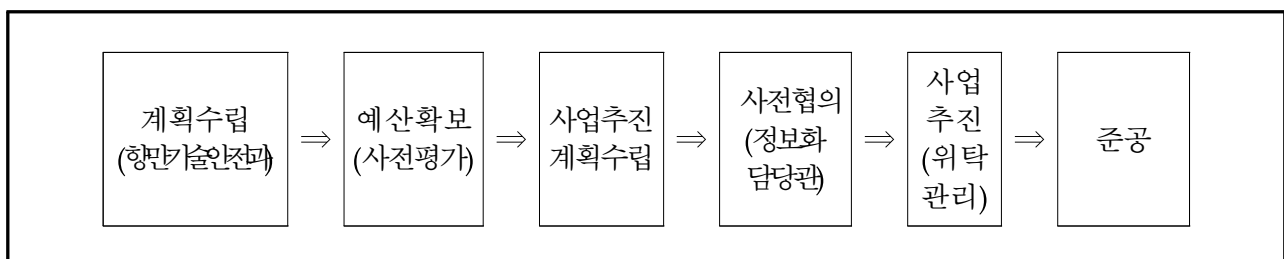 계획수립
(항만기술안전과)
⇒
예산확보
(사전평가)
⇒
사업추진
계획수립
⇒
사전협의
(정보화
담당관)
⇒
사업
추진
(위탁
관리)
⇒
준공